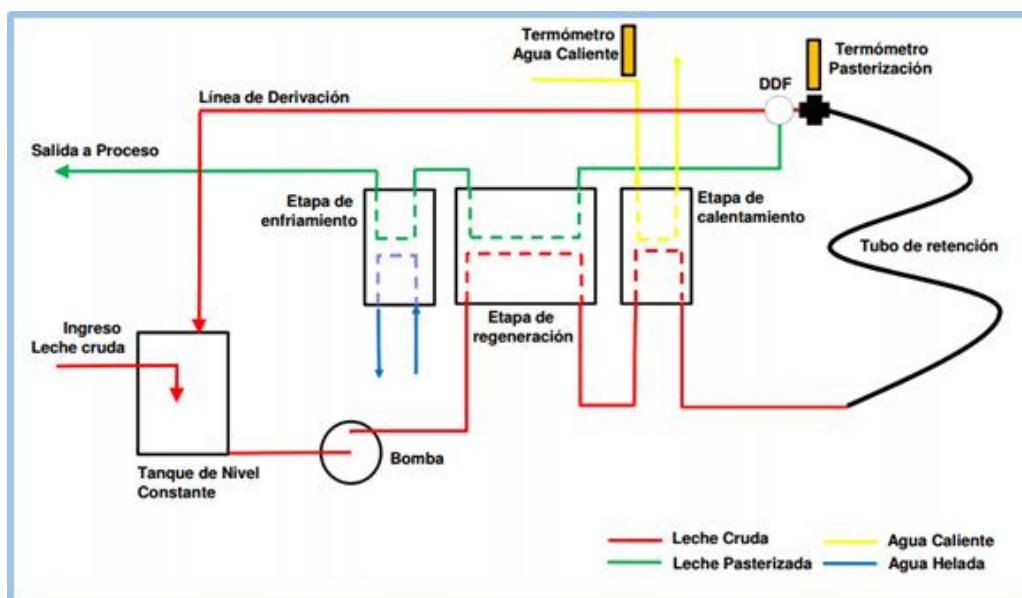 Termómetro
Agua Caliente
Termómetro
Pasterización
DDF
Línea de Derivación
Salida a Proceso
Etapa de
enfriamiento
Etapa de
calentamiento
Tubo de retención
Etapa de
regeneración
Ingreso
Leche cruda
Bomba
Tanque de Nivel
Constante
Leche Cruda
Agua Caliente
Leche Pasterizada
Agua Helada